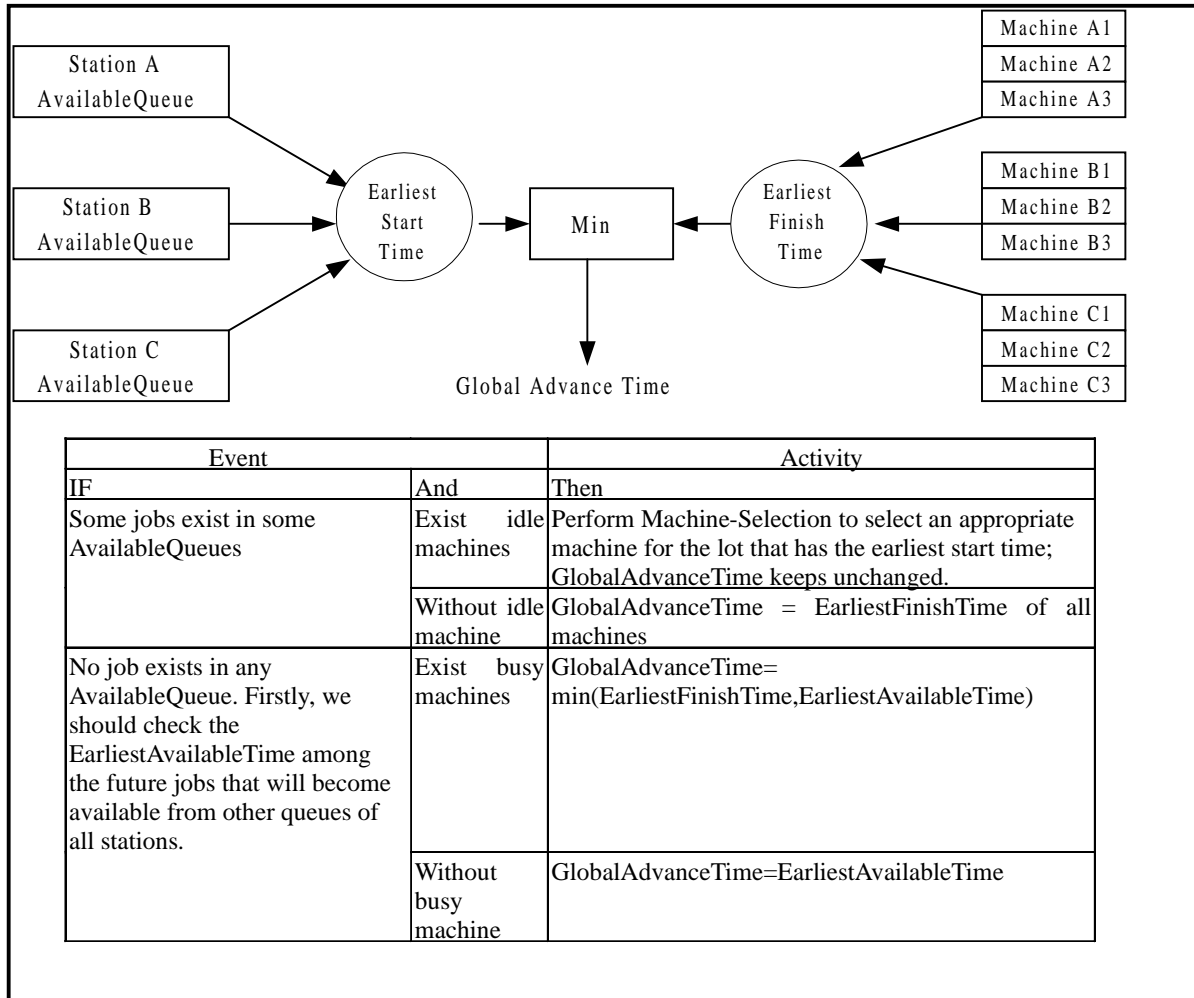 Station A
AvailableQueue
Station B
AvailableQueue
Station C
AvailableQueue
Earliest
Start
Time
Min
Global Advance Time
Earliest
Finish
Time
Machine A1
Machine A2
Machine A3
Machine B1
Machine B2
Machine B3
Machine C1
Machine C2
Machine C3
Event
Activity
IF
And
Then
Some jobs exist in some
AvailableQueues
Exist idle
machines
Perform Machine-Selection to select an appropriate
machine for the lot that has the earliest start time;
GlobalAdvanceTime keeps unchanged.
Without idle
machine
GlobalAdvanceTime = EarliestFinishTime of all
machines
No job exists in any
AvailableQueue. Firstly, we
should check the
EarliestAvailableTime among
the future jobs that will become
available from other queues of
all stations.
Exist busy
machines
GlobalAdvanceTime=
min(EarliestFinishTime,EarliestAvailableTime)
Without
busy
machine
GlobalAdvanceTime=EarliestAvailableTime